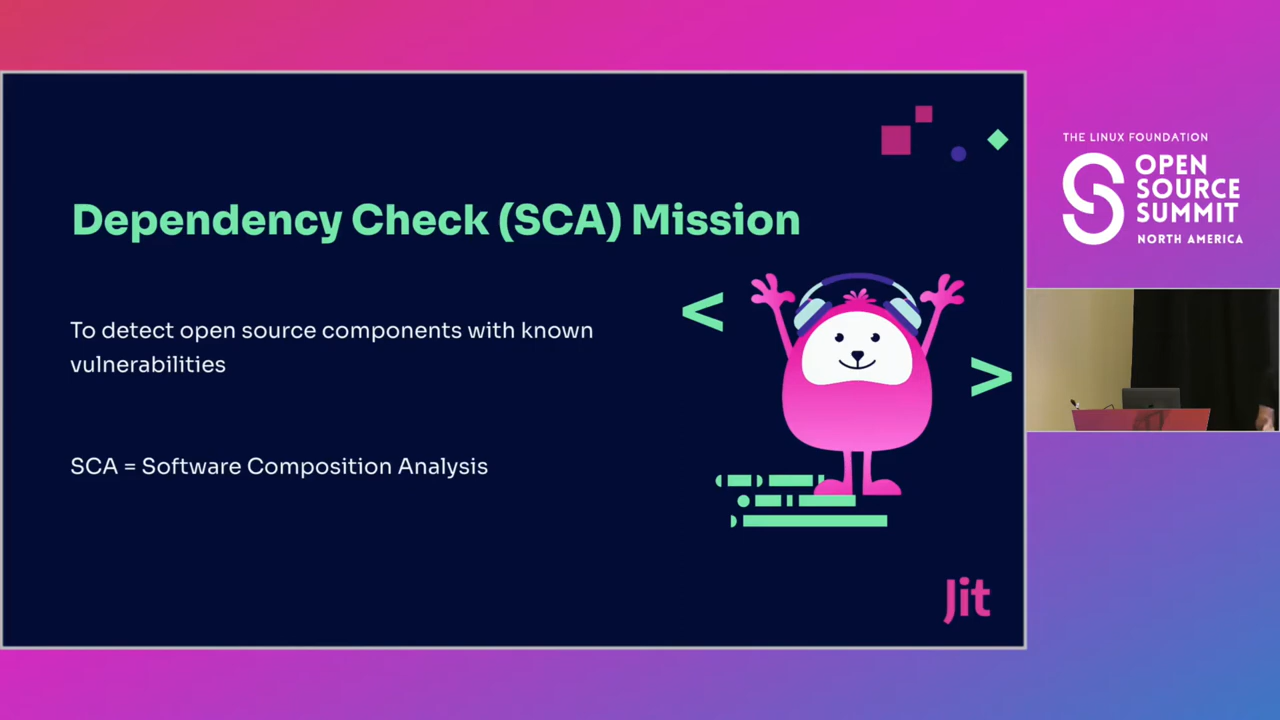 Dependency Check (SCA) Mission
To detect open source components with known
vulnerabilities
SCA = Software Composition Analysis
Jit
THE LINUX FOUNDATION
OPEN
SOURCE
SUMMIT
NORTH AMERICA